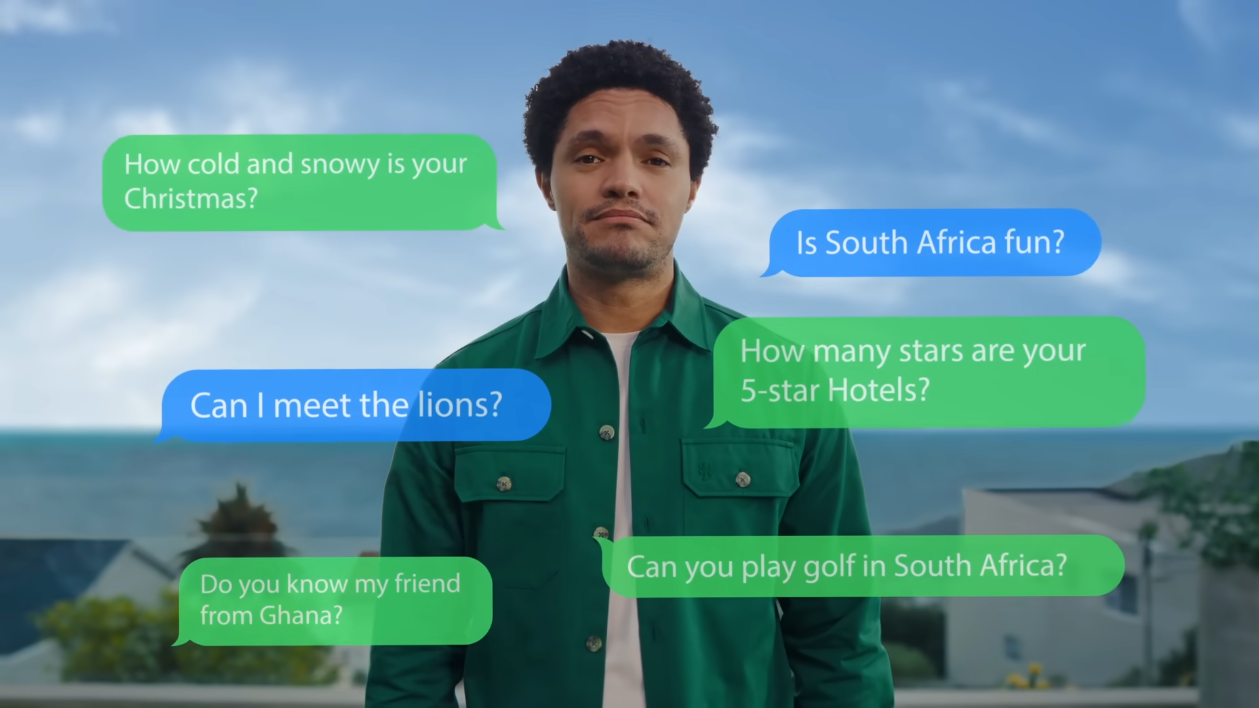 How cold and snowy is your
Christmas?
Is South Africa fun?
How many stars are your
5-star Hotels?
Can I meet the lions?
Can you play golf in South Africa?
Do you know my friend
from Ghana?